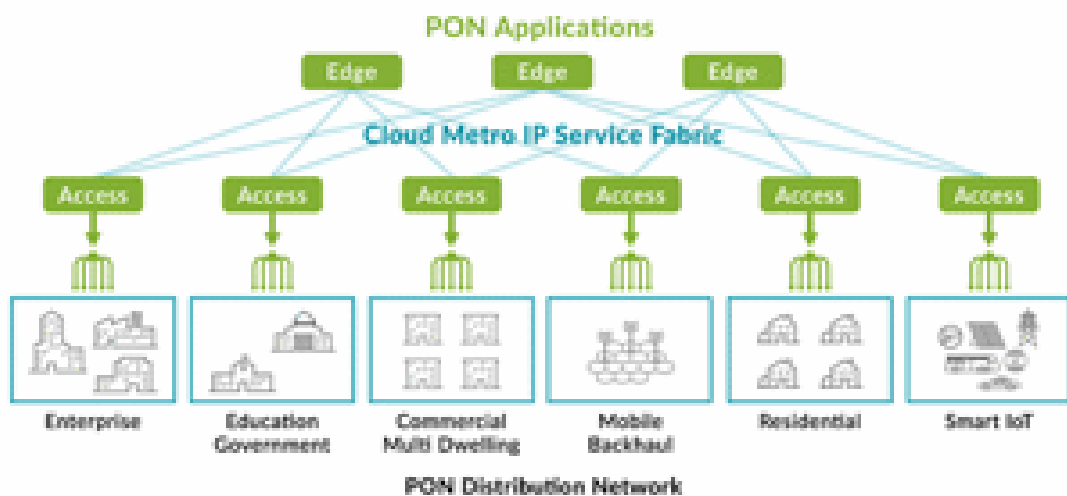 PON Applications
Edge Edge Edge
Cloud Metro IP Service Fabric
Access Access Access Access Access Access
Enterprise
Education
Government
Commercial
Multi Dwelling
Mobile
Backhaul
Residential
Smart IoT
PON Distribution Network